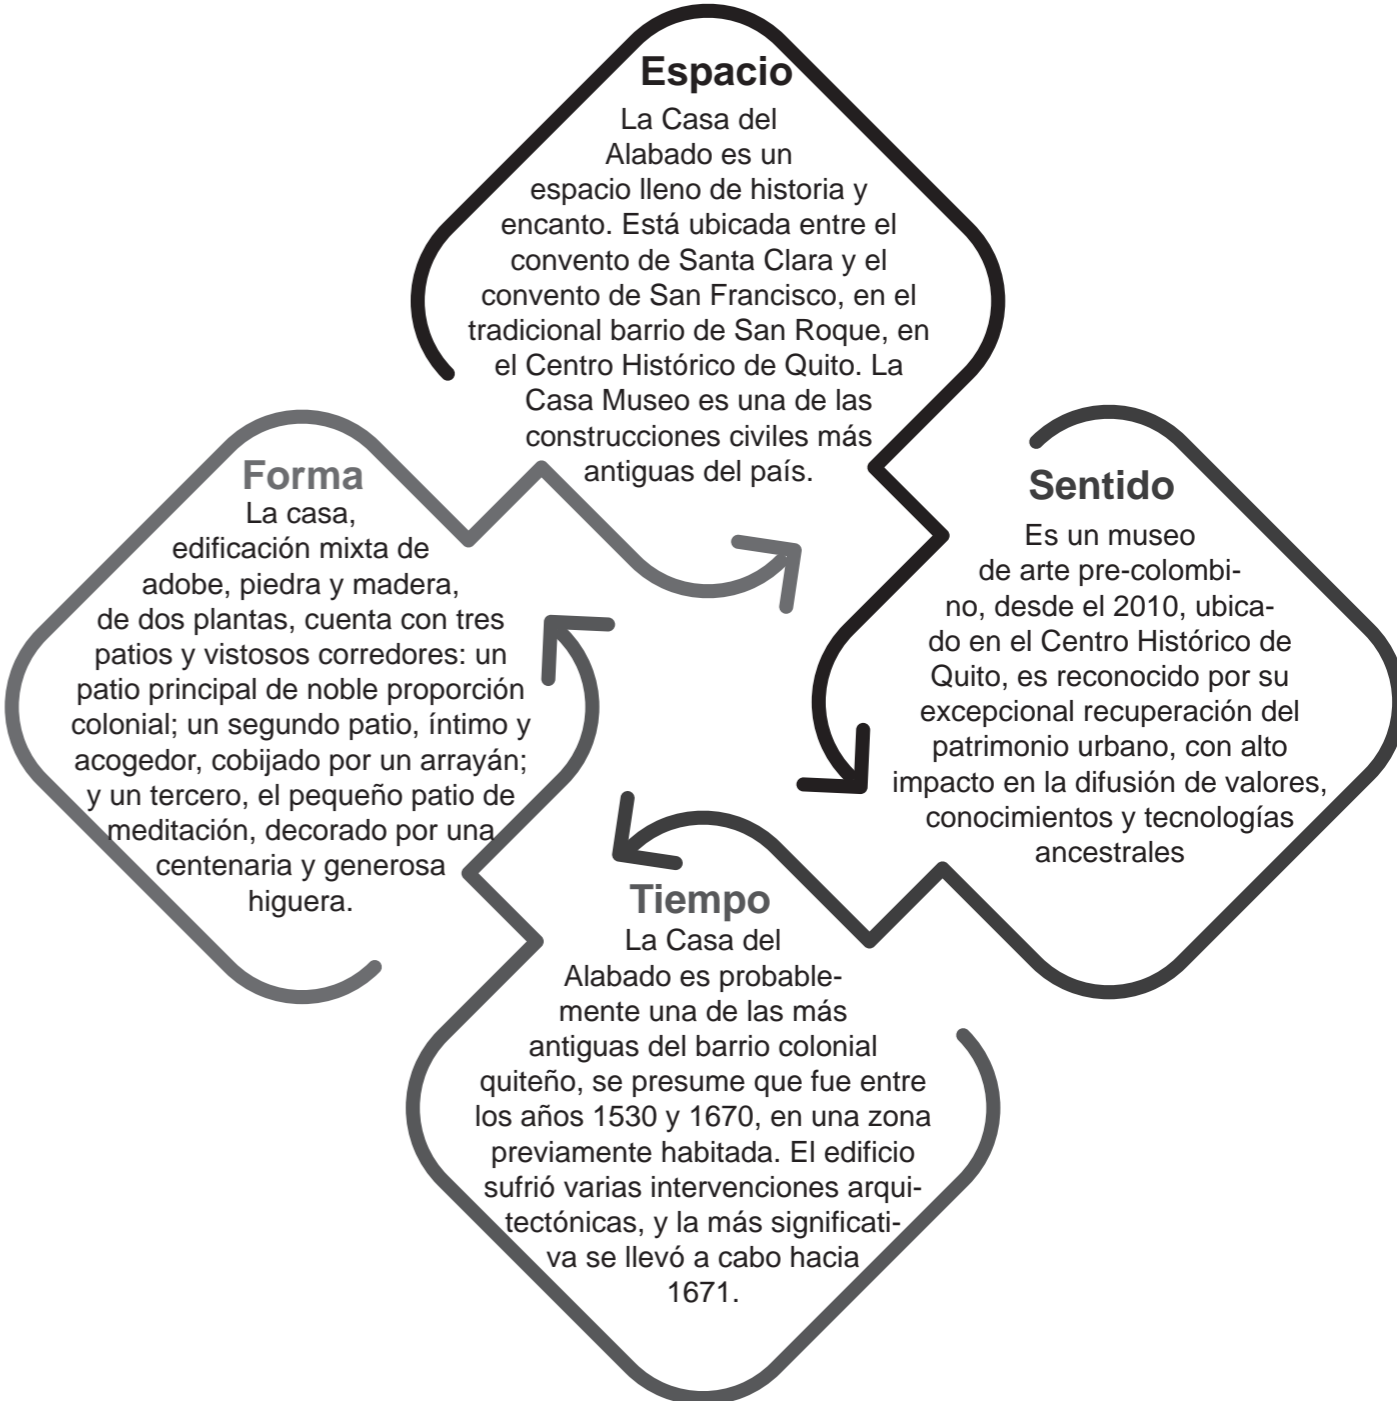 Espacio
La Casa del
Alabado es un
espacio lleno de historia y
encanto. Está ubicada entre el
convento de Santa Clara y el
convento de San Francisco, en el
tradicional barrio de San Roque, en
el Centro Histórico de Quito. La
Casa Museo es una de las
construcciones civiles más
antiguas del país.
Forma
La casa,
edificación mixta de
adobe, piedra y madera,
de dos plantas, cuenta con tres
patios y vistosos corredores: un
patio principal de noble proporción
colonial; un segundo patio, íntimo y
acogedor, cobijado por un arrayán;
y un tercero, el pequeño patio de
meditación, decorado por una
centenaria y generosa
higuera.
Sentido
Es un museo
de arte pre-colombi-
no, desde el 2010, ubica-
do en el Centro Histórico de
Quito, es reconocido por su
excepcional recuperación del
patrimonio urbano, con alto
impacto en la difusión de valores,
conocimientos y tecnologías
ancestrales
Tiempo
La Casa del
Alabado es probable-
mente una de las más
antiguas del barrio colonial
quiteño, se presume que fue entre
los años 1530 y 1670, en una zona
previamente habitada. El edificio
sufrió varias intervenciones arqui-
tectónicas, y la más significati-
va se llevó a cabo hacia
1671.